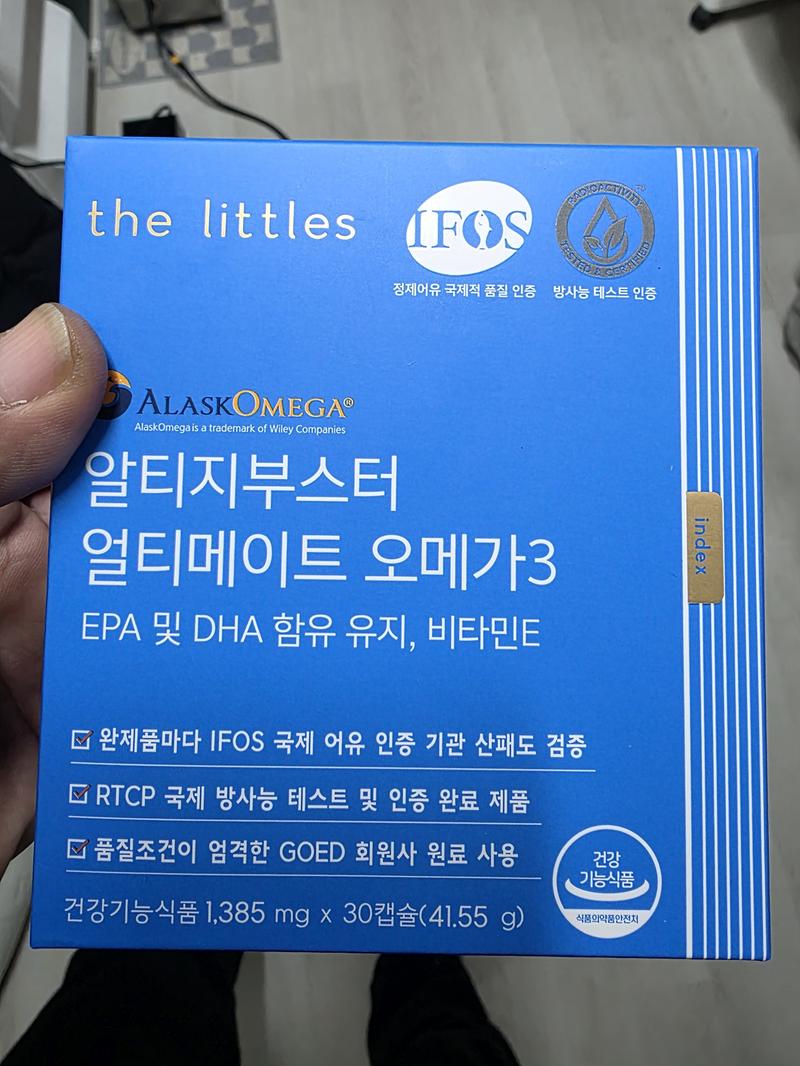 the littles
IFOS
정제어유 국제적 품질 인증
RADIOACTIVITY
TESTED & CERTIFIED
TM
방사능 테스트 인증
ALASKOMEGA®
AlaskOmega is a trademark of Wiley Companies
알티지부스터
얼티메이트 오메가3
EPA 및 DHA 함유 유지, 비타민E
index
완제품마다 IFOS 국제 어유 인증 기관 산패도 검증
RTCP 국제 방사능 테스트 및 인증 완료 제품
품질조건이 엄격한 GOED 회원사 원료 사용
건강기능식품 1,385 mg x 30캡슐(41.55 g)
건강
기능식품
식품의약품안전처